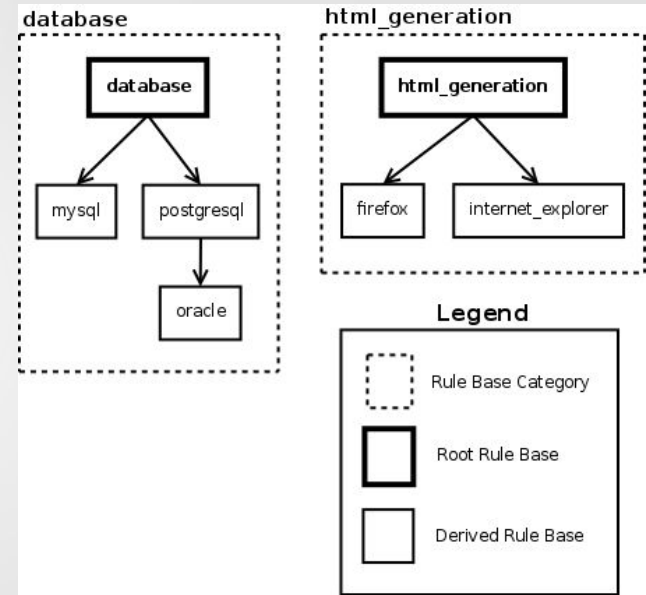 database
database
mysql
postgresql
oracle
html_generation
html_generation
firefox
internet_explorer
Legend
Rule Base Category
Root Rule Base
Derived Rule Base